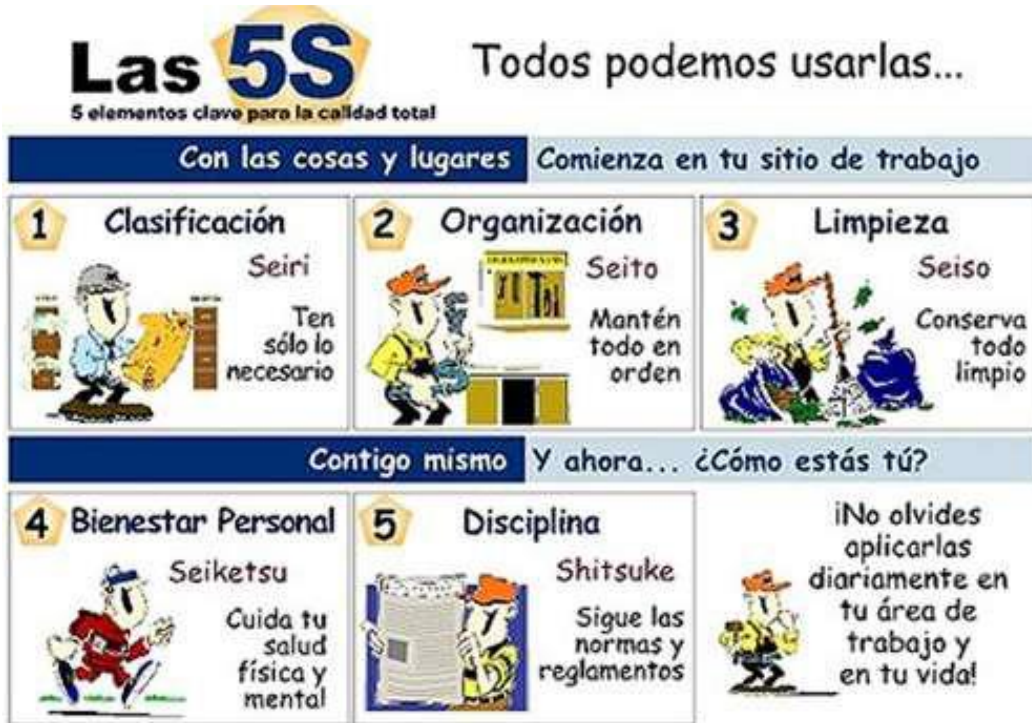 Las 5S
5 elementos clave para la calidad total
Todos podemos usarlas...
Con las cosas y lugares
Comienza en tu sitio de trabajo
1 Clasificación
Seiri
Ten
sólo lo
necesario
2 Organización
Seito
Mantén
todo en
orden
3 Limpieza
Seiso
Conserva
todo
limpio
Contigo mismo
Y ahora... ¿Cómo estás tú?
4 Bienestar Personal
Seiketsu
Cuida tu
salud
física y
mental
5 Disciplina
Shitsuke
Sigue las
normas y
reglamentos
¡No olvides
aplicarlas
diariamente en
tu área de
trabajo y
en tu vida!